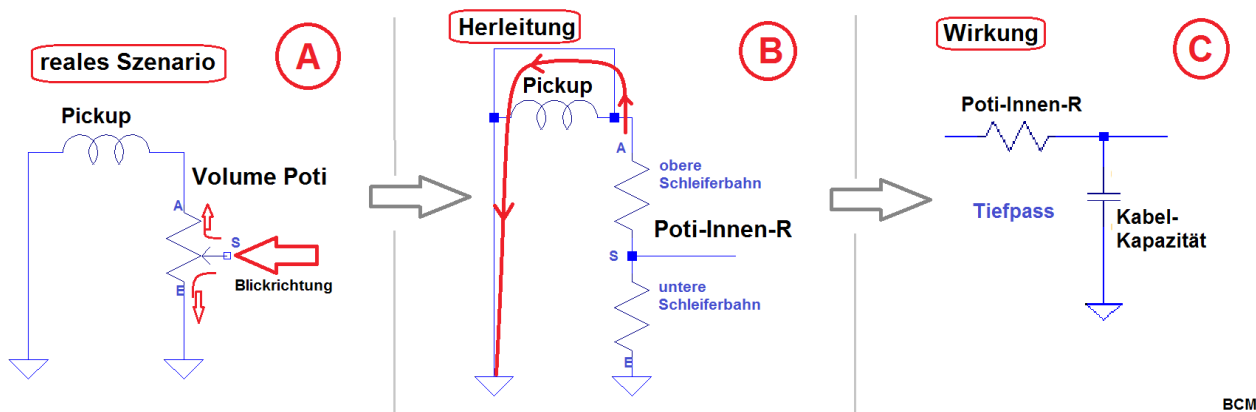 reales Szenario
A
Pickup
Volume Poti
A
S
E
Blickrichtung
Herleitung
B
Pickup
A
obere
Schleiferbahn
Poti-Innen-R
S
untere
Schleiferbahn
E
Wirkung
C
Poti-Innen-R
Tiefpass
Kabel-
Kapazität
BCM